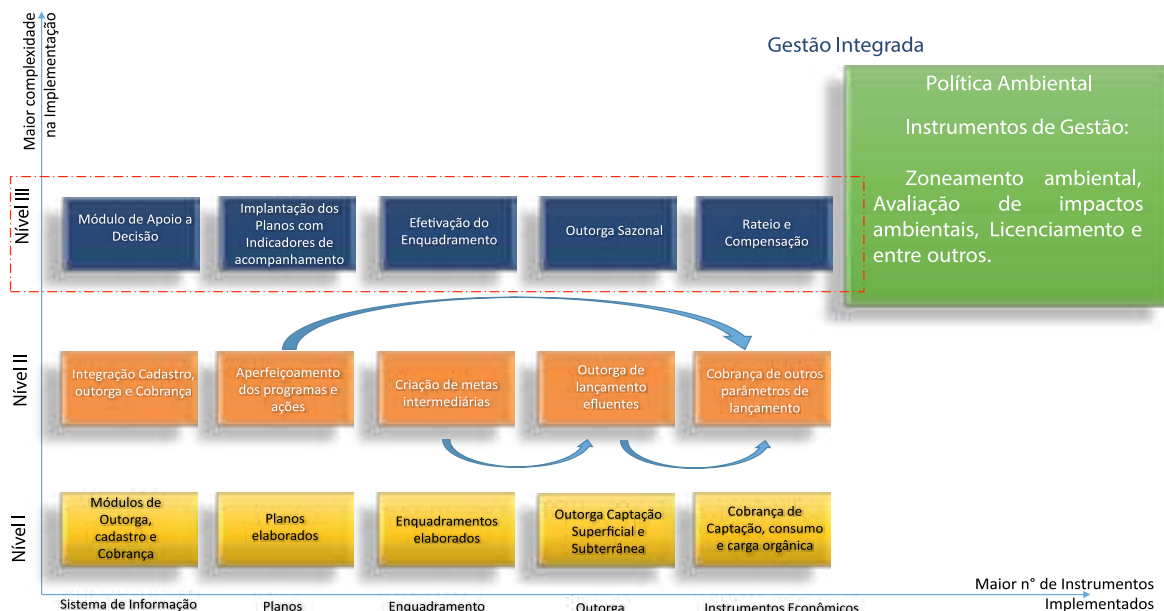 Maior complexidade
na Implementação
Gestão Integrada
Política Ambiental
Instrumentos de Gestão:
Zoneamento ambiental,
Avaliação de impactos
ambientais, Licenciamento e
entre outros.
Nível III
Módulo de Apoio a
Decisão
Implantação dos
Planos com
Indicadores de
acompanhamento
Efetivação do
Enquadramento
Outorga Sazonal
Rateio e
Compensação
Nível II
Integração Cadastro,
outorga e Cobrança
Aperfeiçoamento
dos programas e
ações
Criação de metas
intermediárias
Outorga de
lançamento
efluentes
Cobrança de outros
parâmetros de
lançamento
Nível I
Módulos de
Outorga,
cadastro e
Cobrança
Planos
elaborados
Enquadramentos
elaborados
Outorga Captação
Superficial e
Subterrânea
Cobrança de
Captação, consumo
e carga orgânica
Maior n° de Instrumentos
Implementados
Sistema de Informação
Planos
Enquadramento
Outorga
Instrumentos Econômicos